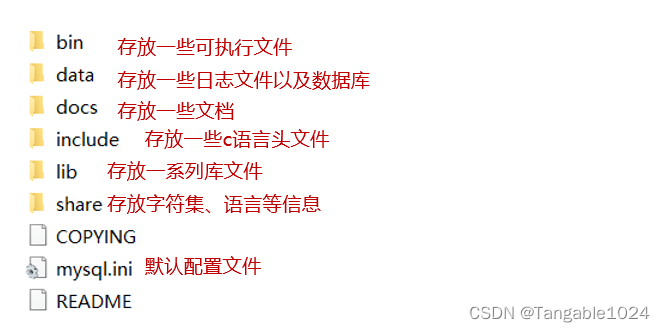 bin 存放一些可执行文件
data 存放一些日志文件以及数据库
docs 存放一些文档
include 存放一些c语言头文件
lib 存放一系列库文件
share 存放字符集、语言等信息
COPYING
mysql.ini 默认配置文件
README
CSDN @Tangable1024